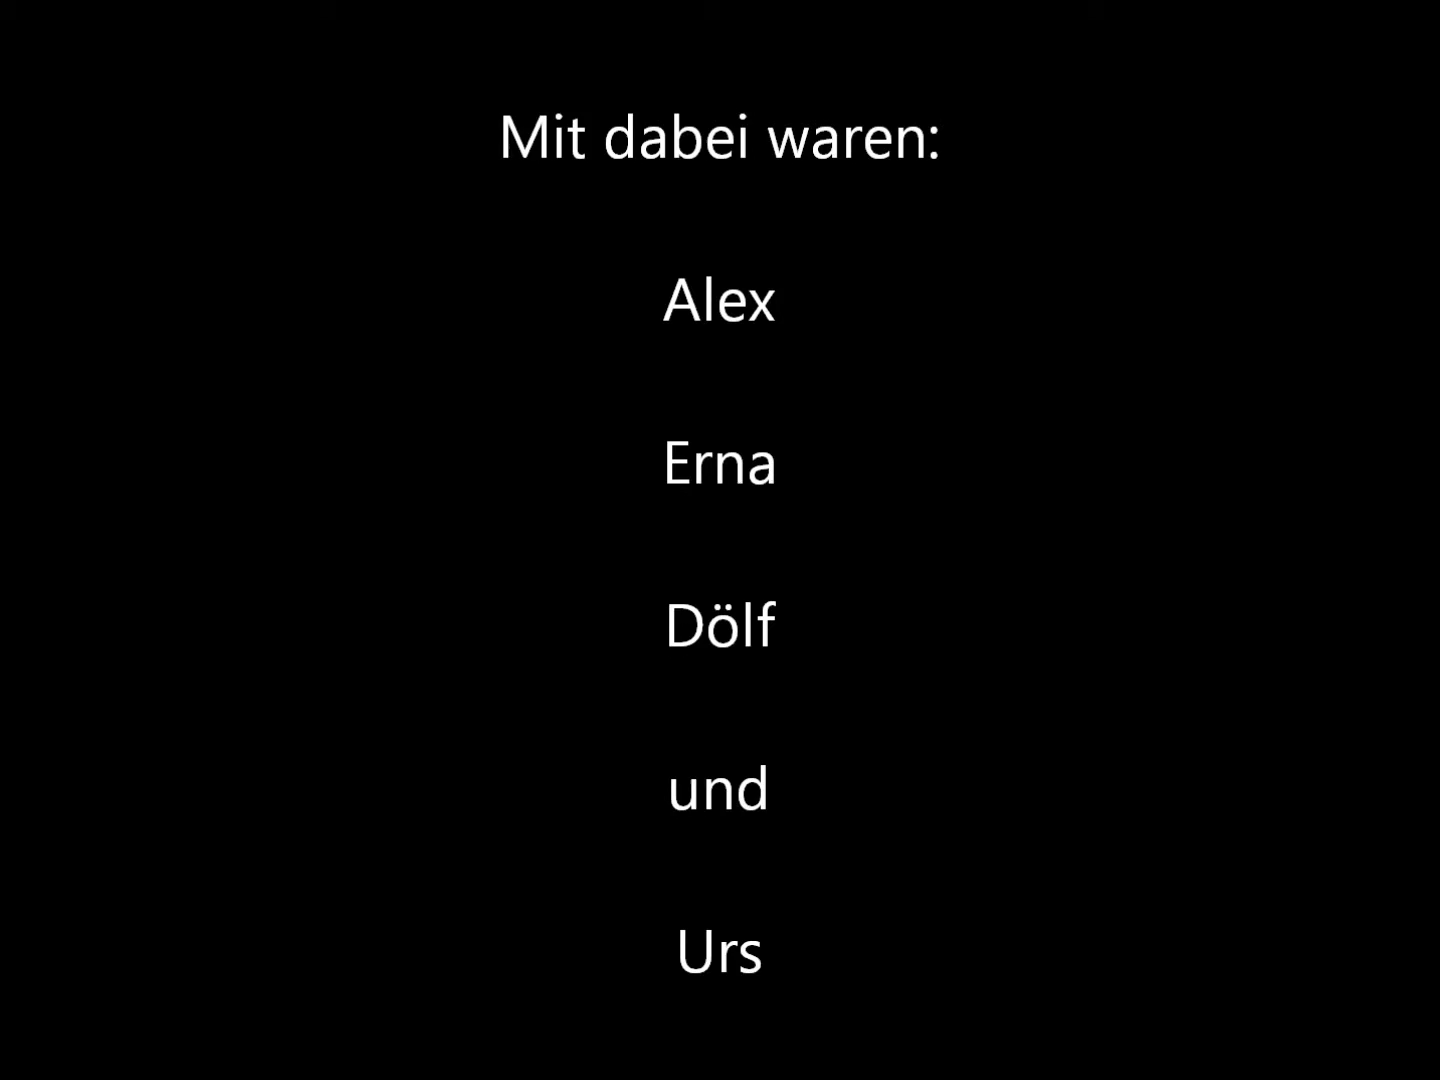 Mit dabei waren:
Alex
Erna
Dölf
und
Urs